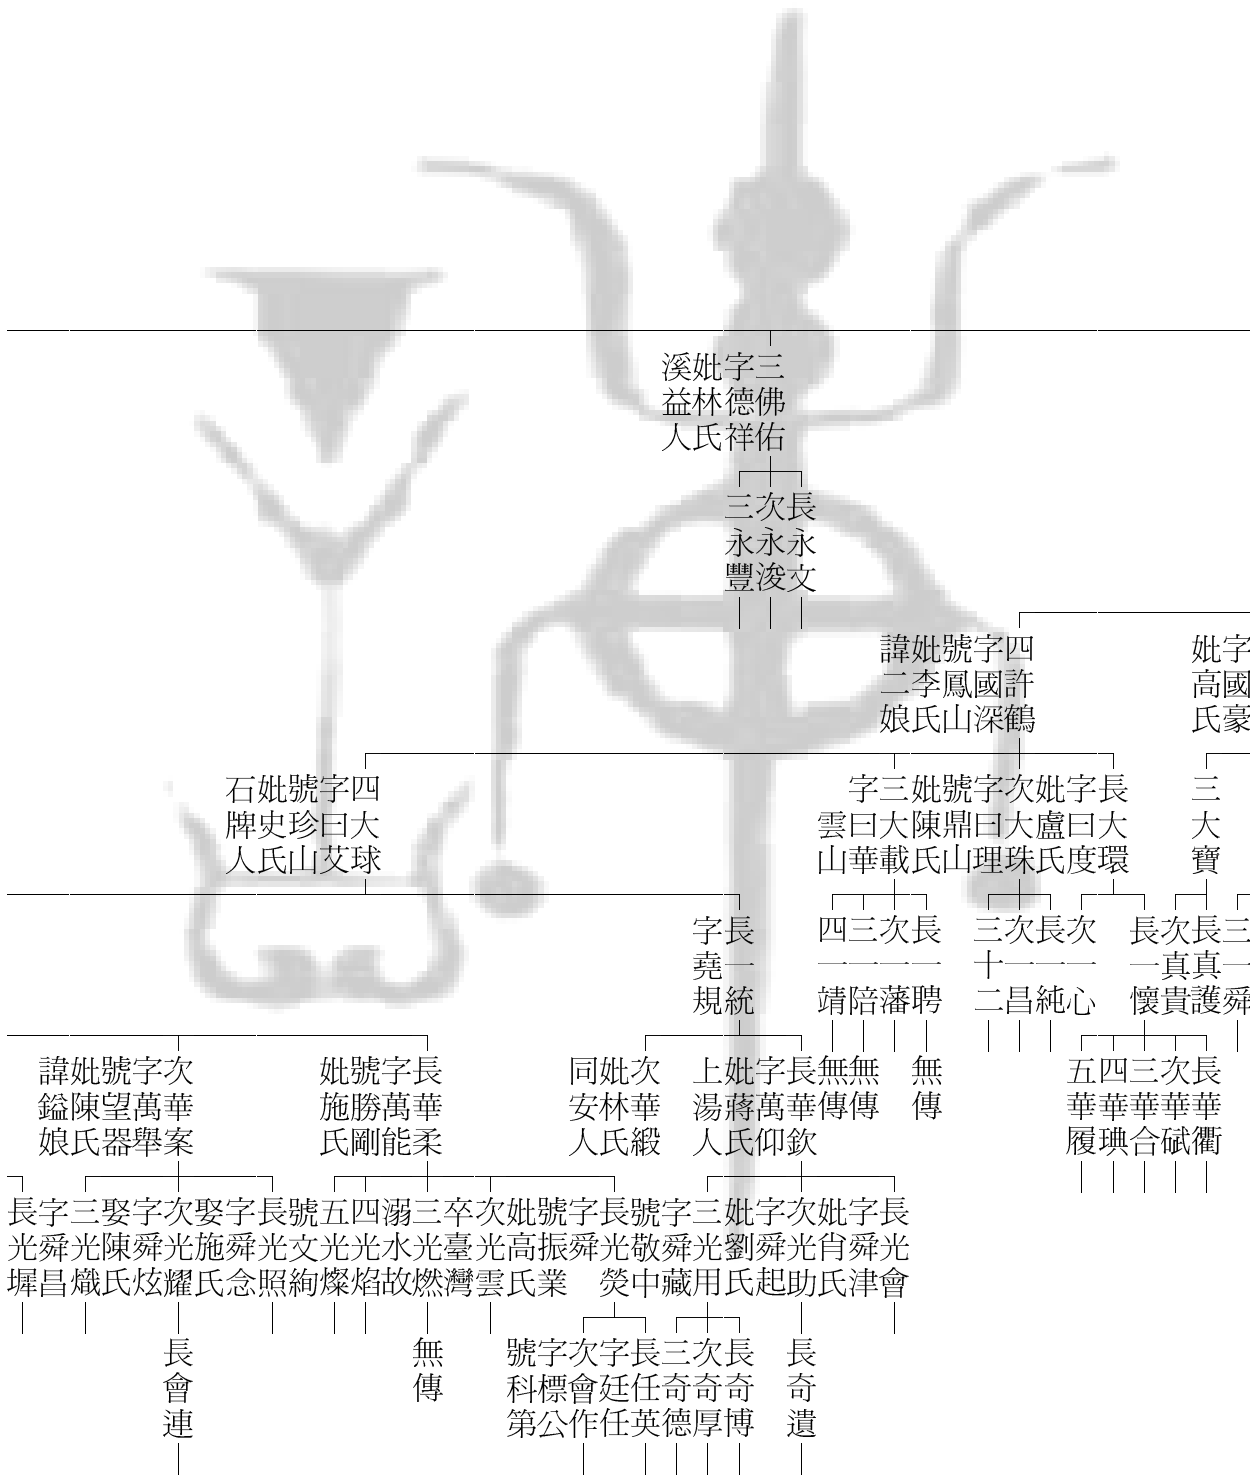 三佛佑
字德祥
妣林氏
溪益人
長永文
次永浚
三永豐
字國豪
妣高氏
四許鶴
字國深
號鳳山
妣李氏
諱二娘
三大寶
長大環
字曰度
妣盧氏
次大珠
字曰理
號鼎山
妣陳氏
三大載
字曰華
雲山
四大球
字曰艾
號珍山
妣史氏
石牌人
三一舜
長真護
次真貴
長一懷
次一心
長一純
次一昌
三十二
長一聘
次一藩
三一陪
四一靖
長一統
字堯規
長華衢
次華斌
三華合
四華琠
五華履
無傳
無傳
無傳
長華欽
字萬仰
妣蔣氏
上湯人
次華緞
妣林氏
同安人
長華柔
字萬能
號勝剛
妣施氏
次華案
字萬舉
號望器
妣陳氏
諱鎰娘
長光會
字舜津
妣肖氏
次光助
字舜起
妣劉氏
三光用
字舜藏
號敬中
長光熒
字舜
號振業
妣高氏
次光雲
卒臺灣
三光燃
溺水故
四光焰
五光燦
號文絢
長光照
字舜念
娶施氏
次光耀
字舜炫
娶陳氏
三光熾
字舜昌
長光墀
長奇遺
長奇博
次奇厚
三奇德
長任英
字廷任
次會作
字標公
號科第
無傳
長會連